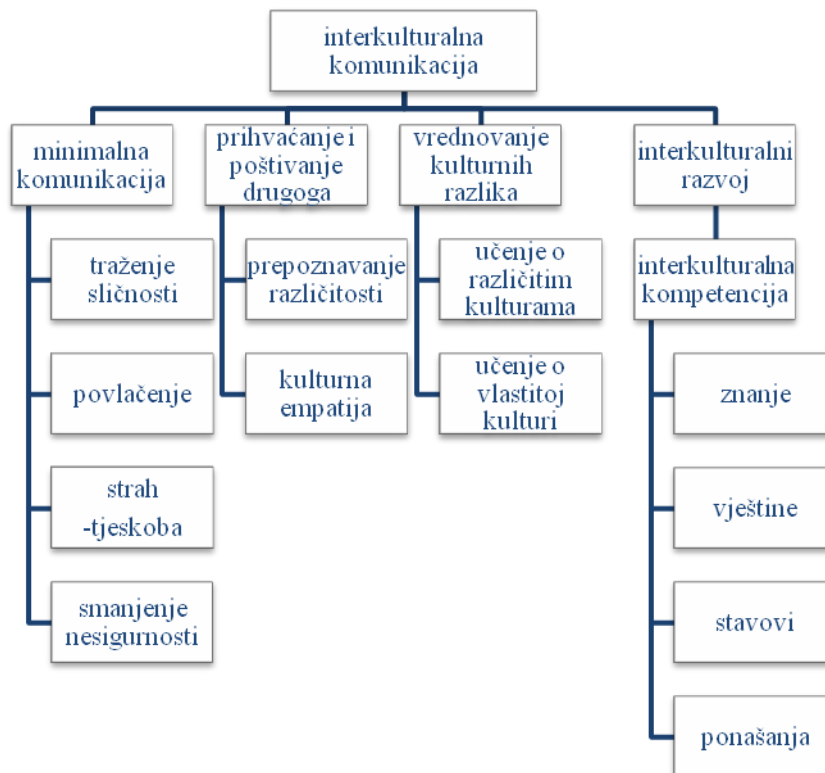 interkulturalna
komunikacija
minimalna
komunikacija
traženje
sličnosti
povlačenje
strah
-tjeskoba
smanjenje
nesigurnosti
prihvaćanje i
poštivanje
drugoga
prepoznavanje
različitosti
kulturna
empatija
vrednovanje
kulturnih
razlika
učenje o
različitim
kulturama
učenje o
vlastitoj
kulturi
interkulturalni
razvoj
interkulturalna
kompetencija
znanje
vještine
stavovi
ponašanja